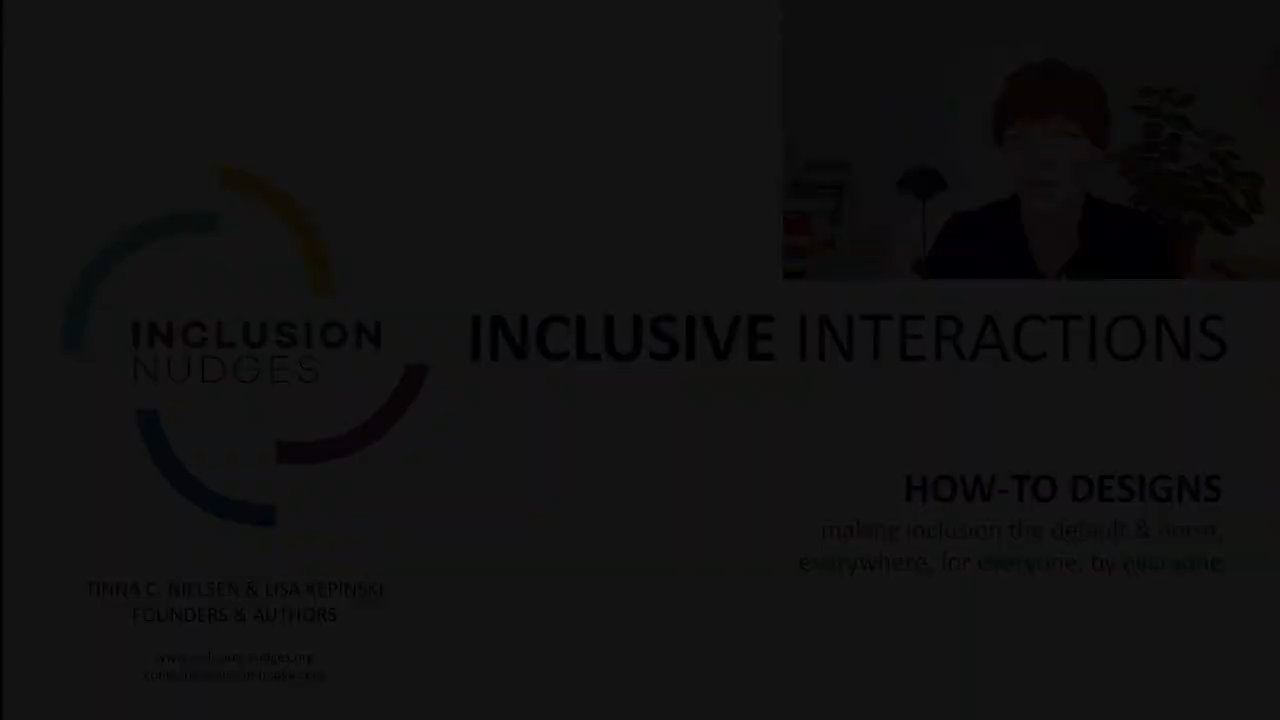 INCLUSION
NUDGES
INCLUSIVE INTERACTIONS
HOW-TO DESIGNS
making inclusion the default & norm,
everywhere, for everyone, by everyone
TINNA C. NIELSEN & LISA KEPINSKI
FOUNDERS & AUTHORS